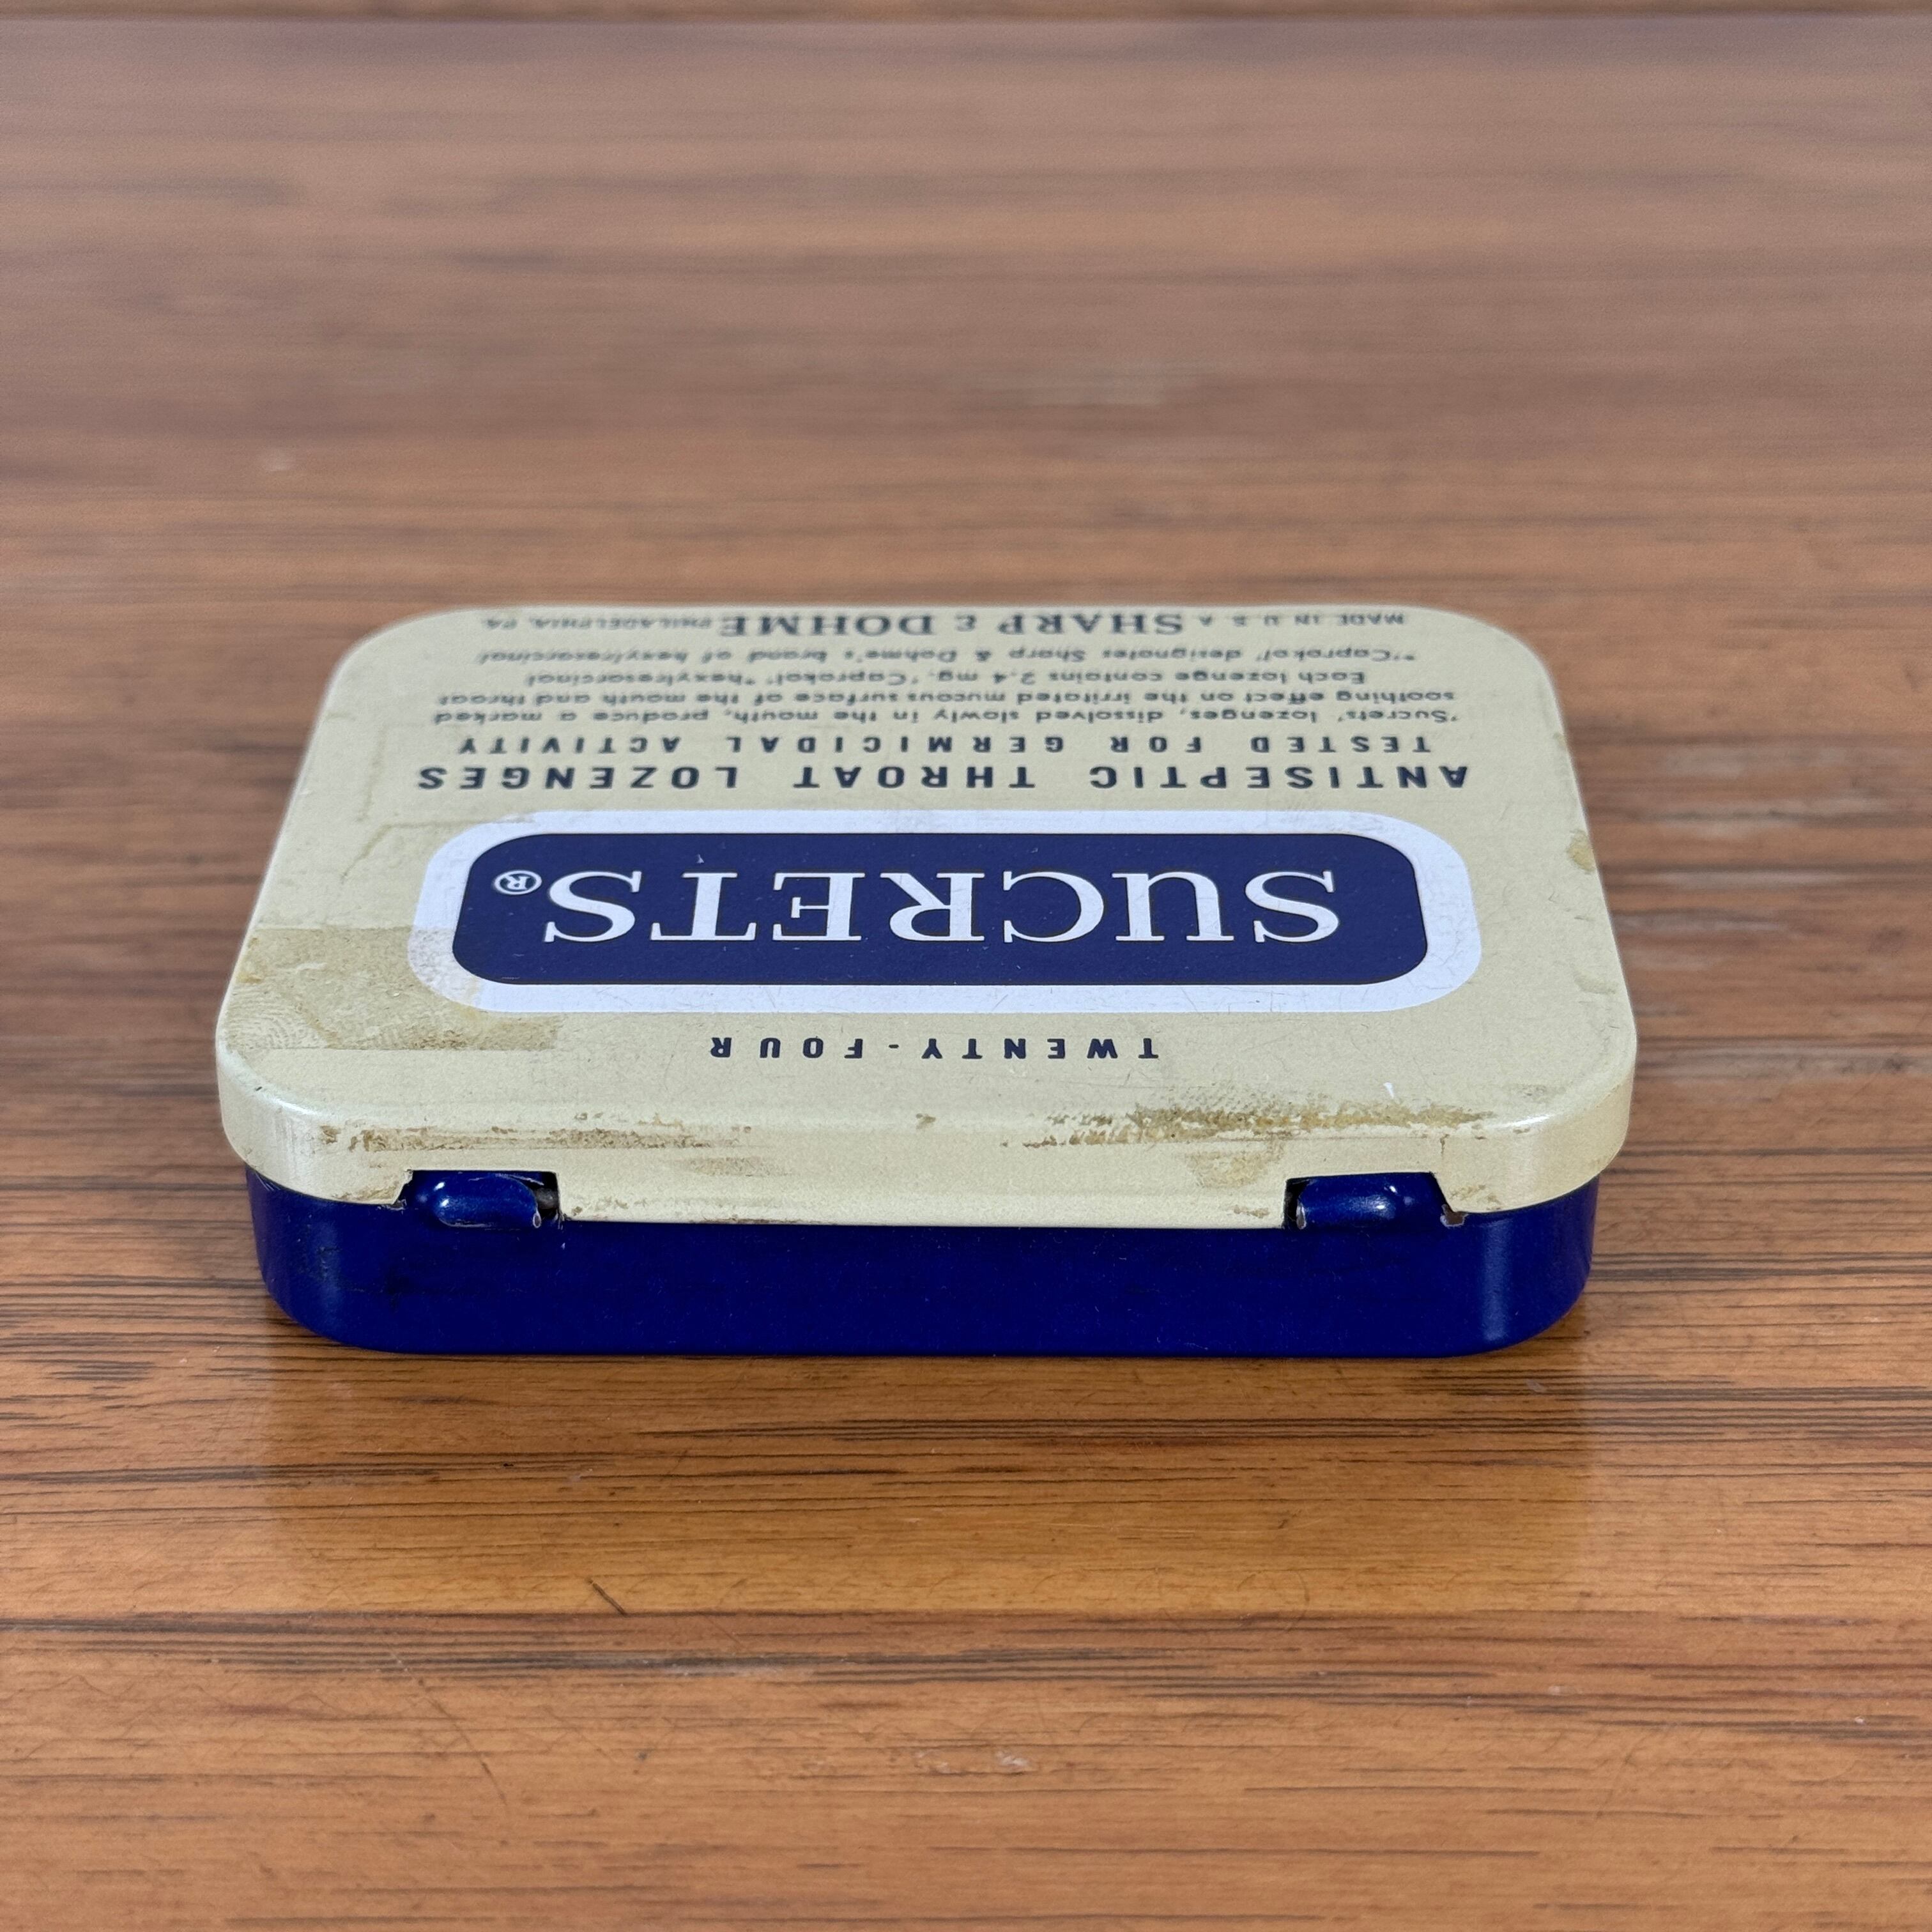 TWENTY-FOUR
SUCRETS®
ANTISEPTIC THROAT LOZENGES
TESTED FOR GERMICIDAL ACTIVITY
'Sucrets' lozenges, dissolved slowly in the mouth, produce a marked
soothing effect on the irritated mucous surface of the mouth and throat
Each lozenge contains 2.4 mg. 'Caprokol' *hexylresorcinol
*'Caprokol' designates Sharp & Dohme's brand of hexylresorcinol
MADE IN U S A SHARP & DOHME PHILADELPHIA, PA.